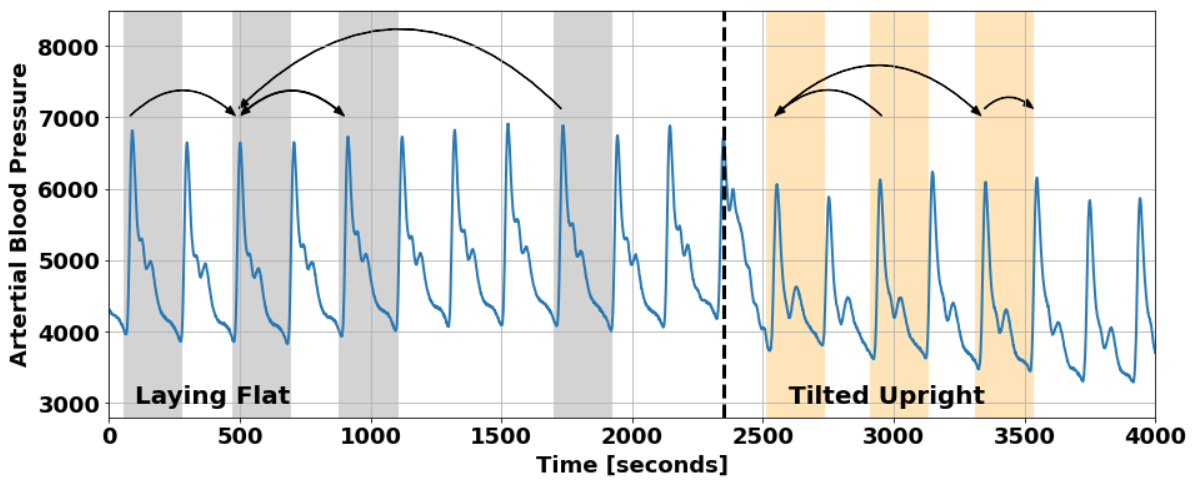 8000
7000
6000
5000
4000
3000
Artertial Blood Pressure
Laying Flat
Tilted Upright
0 500 1000 1500 2000 2500 3000 3500 4000
Time [seconds]